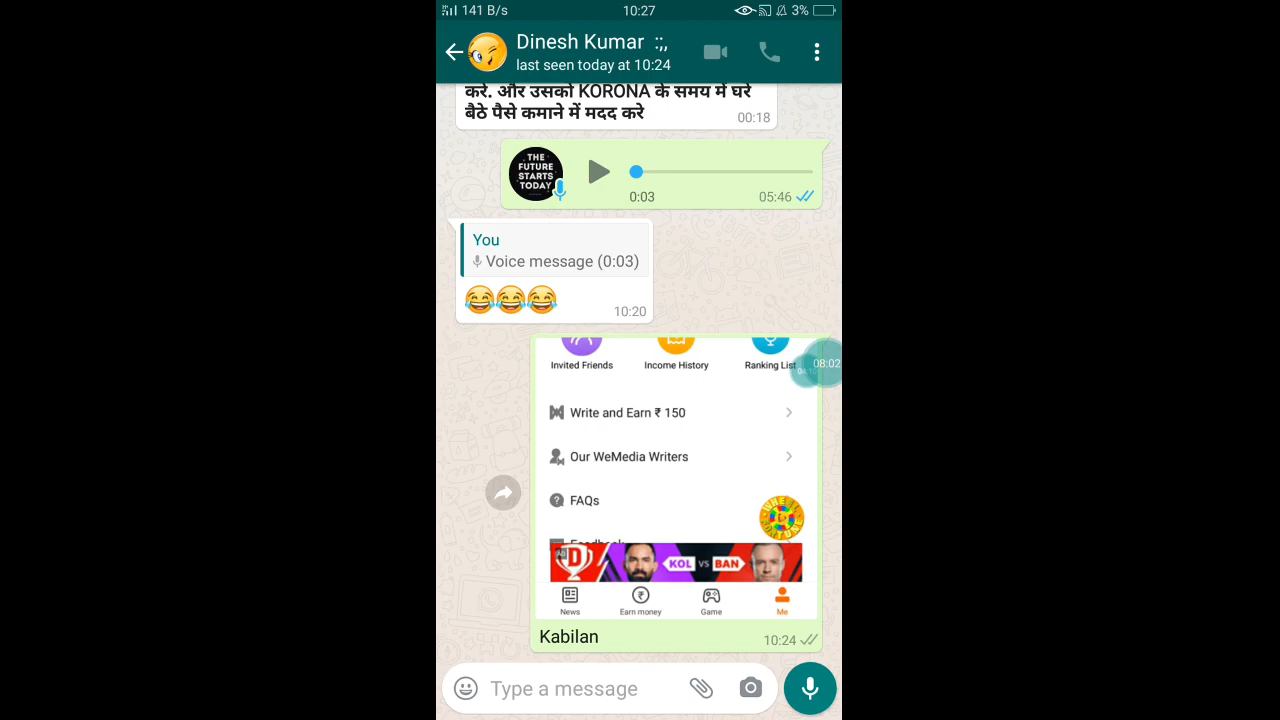 141 B/s 10:27 3%
Dinesh Kumar :;,
last seen today at 10:24
करे. और उसको KORONA के समय में घरे
बैठे पैसे कमाने में मदद करे
00:18
THE
FUTURE
STARTS
TODAY
0:03 05:46
You
Voice message (0:03)
😂😂😂
10:20
Invited Friends Income History Ranking List
08:02
Write and Earn ₹ 150
Our WeMedia Writers
FAQs
Feedback
D KOL VS BAN
News Earn money Game Me
Kabilan
10:24
Type a message